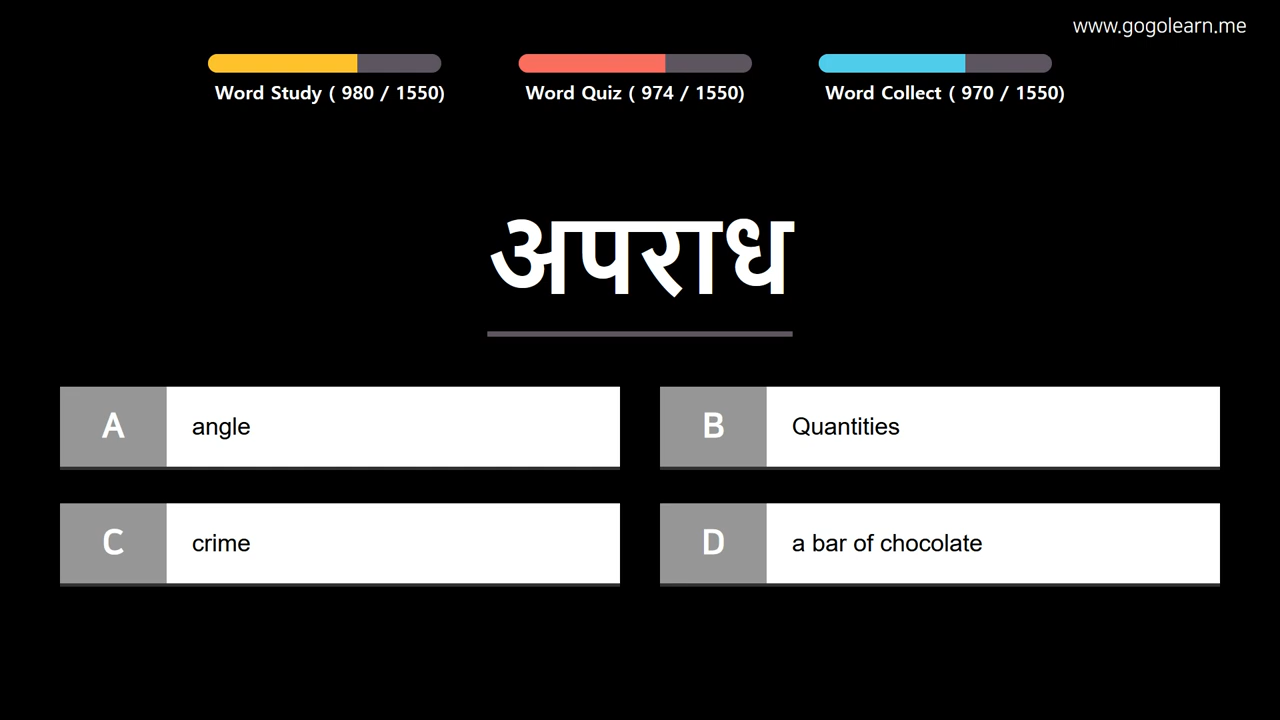 www.gogolearn.me
Word Study ( 980 / 1550)
Word Quiz ( 974 / 1550)
Word Collect ( 970 / 1550)
अपराध
A
angle
B
Quantities
C
crime
D
a bar of chocolate